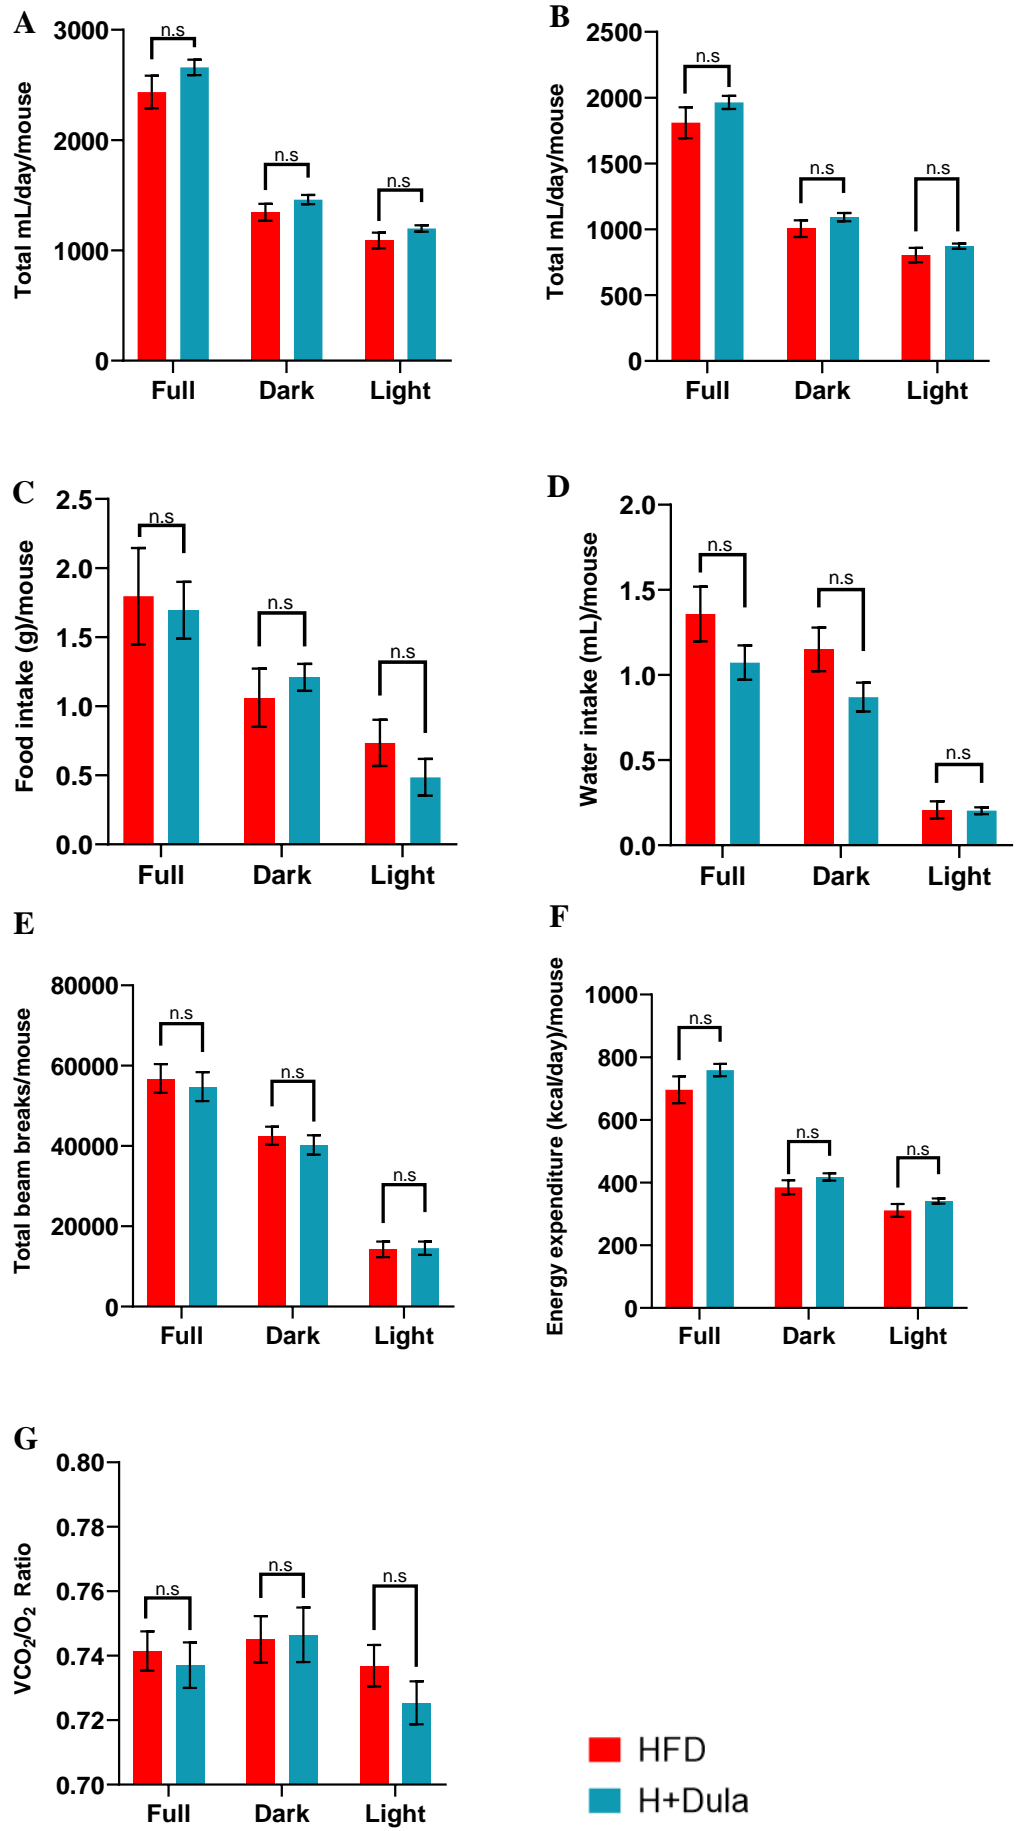 A
Total mL/day/mouse
3000
2000
1000
0
n.s
n.s
n.s
Full Dark Light
B
Total mL/day/mouse
2500
2000
1500
1000
500
0
n.s
n.s
n.s
Full Dark Light
C
Food intake (g)/mouse
2.5
2.0
1.5
1.0
0.5
0.0
n.s
n.s
n.s
Full Dark Light
D
Water intake (mL)/mouse
2.0
1.5
1.0
0.5
0.0
n.s
n.s
n.s
Full Dark Light
E
Total beam breaks/mouse
80000
60000
40000
20000
0
n.s
n.s
n.s
Full Dark Light
F
Energy expenditure (kcal/day)/mouse
1000
800
600
400
200
0
n.s
n.s
n.s
Full Dark Light
G
VCO₂/O₂ Ratio
0.80
0.78
0.76
0.74
0.72
0.70
n.s
n.s
n.s
Full Dark Light
HFD
H+Dula